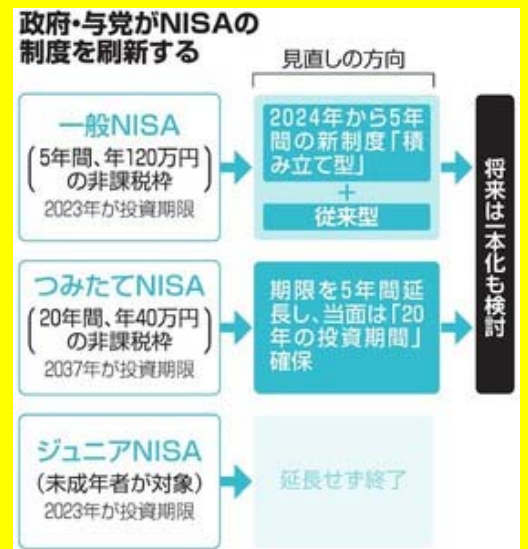 政府・与党がNISAの
制度を刷新する
見直しの方向
一般NISA
(5年間、年120万円
の非課税枠)
2023年が投資期限
2024年から5年
間の新制度「積
み立て型」
+
従来型
つみたてNISA
(20年間、年40万円
の非課税枠)
2037年が投資期限
期限を5年間延
長し、当面は「20
年の投資期間」
確保
将来は一本化も検討
ジュニアNISA
(未成年者が対象)
2023年が投資期限
延長せず終了